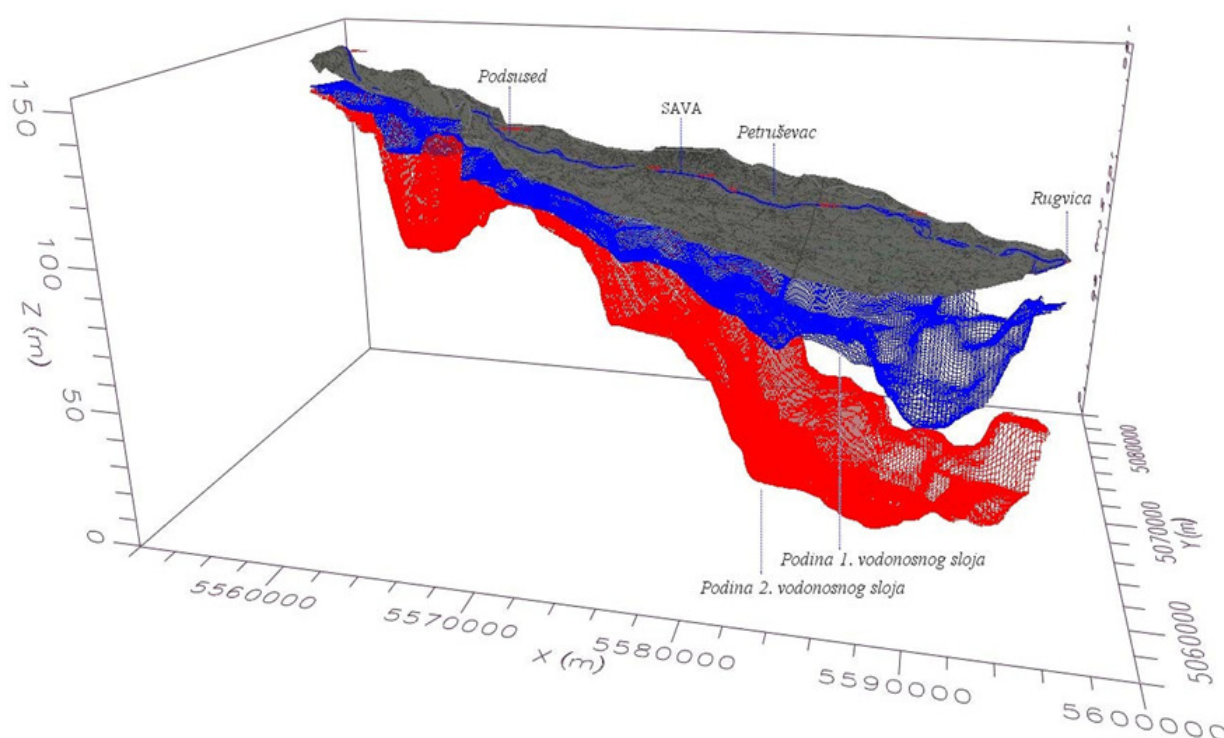 Podsused
SAVA
Petruševac
Rugvica
150
100
50
0
Z (m)
Podina 1. vodonosnog sloja
Podina 2. vodonosnog sloja
5560000
5570000
5580000
5590000
5600000
X (m)
5080000
5070000
5060000
Y (m)